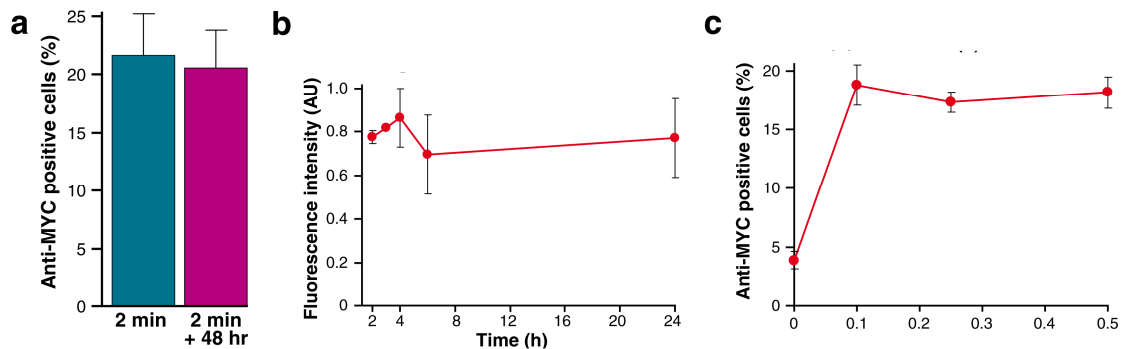 a
Anti-MYC positive cells (%)
25
20
15
10
5
0
2 min
2 min
+ 48 hr
b
Fluorescence intensity (AU)
1.0
0.8
0.6
0.4
0.2
0
2 4 8 12 16 20 24
Time (h)
c
Anti-MYC positive cells (%)
20
15
10
5
0
0 0.1 0.2 0.3 0.4 0.5